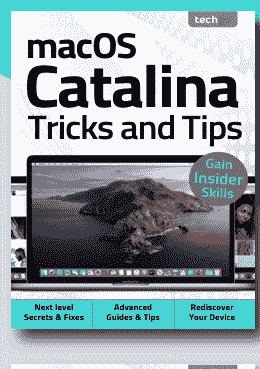 tech
macOS
Catalina
Tricks and Tips
Gain
Insider
Skills
Next level
Secrets & Fixes
Advanced
Guides & Tips
Rediscover
Your Device